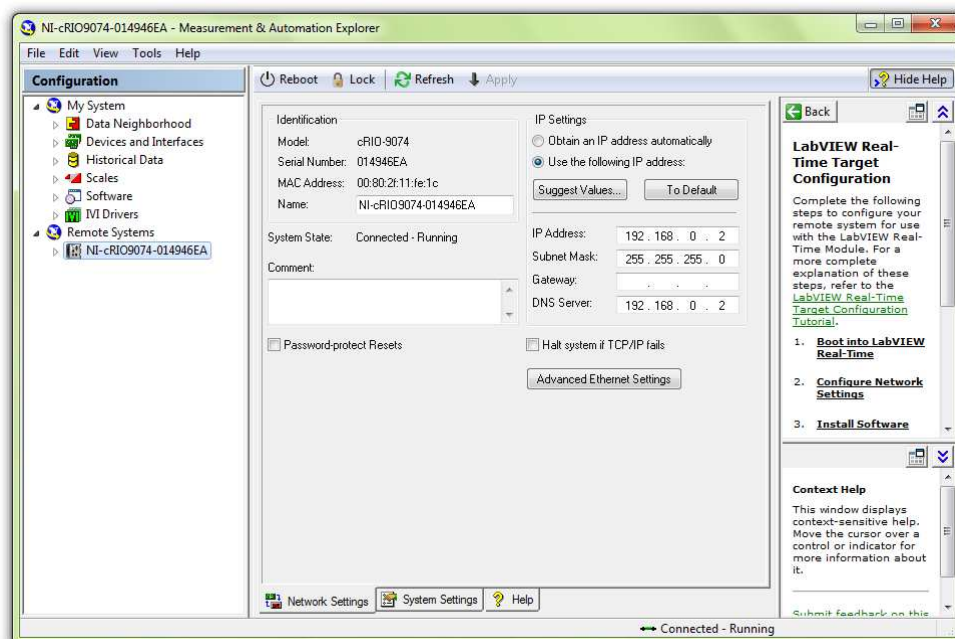 NI-cRIO9074-014946EA - Measurement & Automation Explorer
File Edit View Tools Help
Configuration
My System
Data Neighborhood
Devices and Interfaces
Historical Data
Scales
Software
IVI Drivers
Remote Systems
NI-cRIO9074-014946EA
Reboot Lock Refresh Apply Hide Help
Identification
Model: cRIO-9074
Serial Number: 014946EA
MAC Address: 00:80:2f:11:fe:1c
Name: NI-cRIO9074-014946EA
System State: Connected - Running
Comment:
Password-protect Resets
IP Settings
Obtain an IP address automatically
Use the following IP address:
Suggest Values... To Default
IP Address: 192 . 168 . 0 . 2
Subnet Mask: 255 . 255 . 255 . 0
Gateway: . . .
DNS Server: 192 . 168 . 0 . 2
Halt system if TCP/IP fails
Advanced Ethernet Settings
Network Settings System Settings Help
Back
LabVIEW Real-
Time Target
Configuration
Complete the following
steps to configure your
remote system for use
with the LabVIEW Real-
Time Module. For a
more complete
explanation of these
steps, refer to the
LabVIEW Real-Time
Target Configuration
Tutorial.
1. Boot into LabVIEW
Real-Time
2. Configure Network
Settings
3. Install Software
Context Help
This window displays
context-sensitive help.
Move the cursor over a
control or indicator for
more information about
it.
Submit feedback on this
Connected - Running